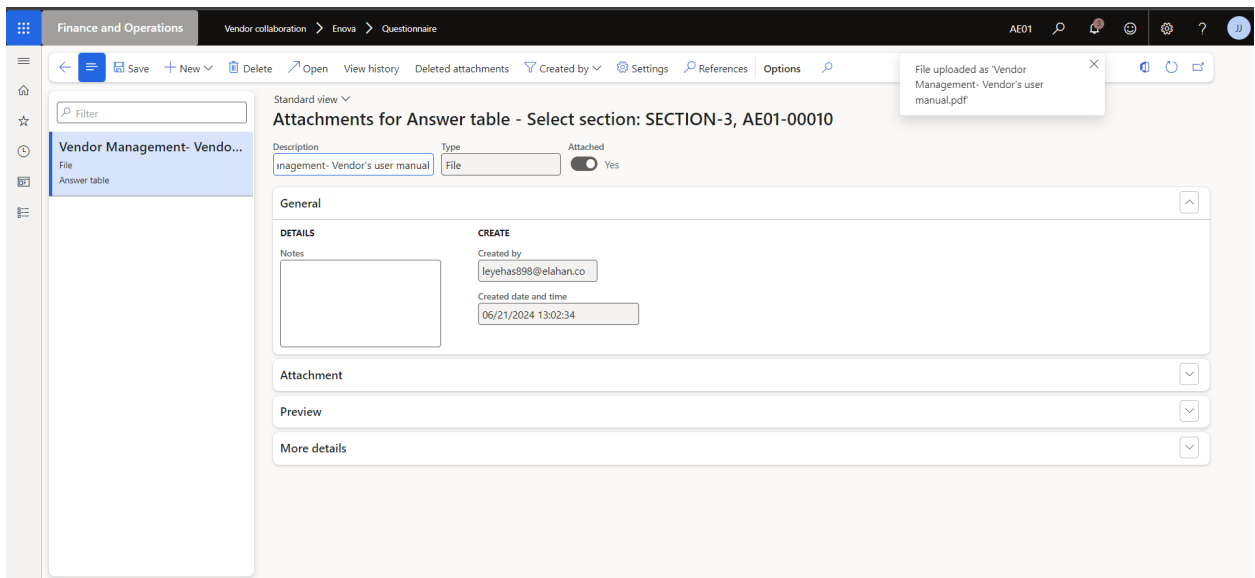 Finance and Operations
Vendor collaboration > Enova > Questionnaire
AE01
3
?
JJ
Save
New
Delete
Open
View history
Deleted attachments
Created by
Settings
References
Options
File uploaded as 'Vendor
Management- Vendor's user
manual.pdf'
Filter
Vendor Management- Vendo...
File
Answer table
Standard view
Attachments for Answer table - Select section: SECTION-3, AE01-00010
Description
Type
Attached
nagement- Vendor's user manual
File
Yes
General
DETAILS
CREATE
Notes
Created by
leyehas898@elahan.co
Created date and time
06/21/2024 13:02:34
Attachment
Preview
More details